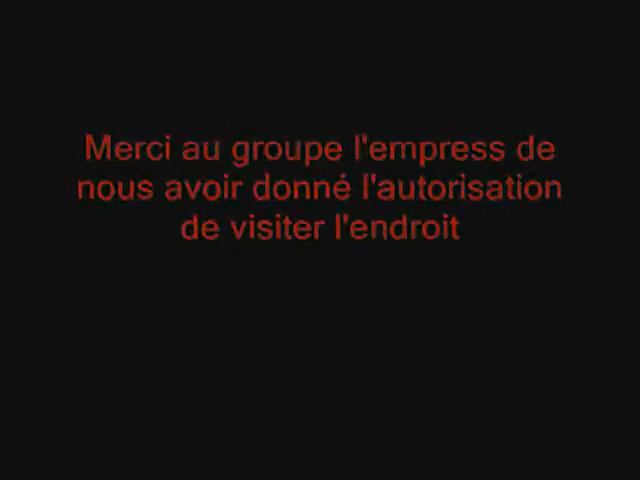 Merci au groupe l'empress de
nous avoir donné l'autorisation
de visiter l'endroit